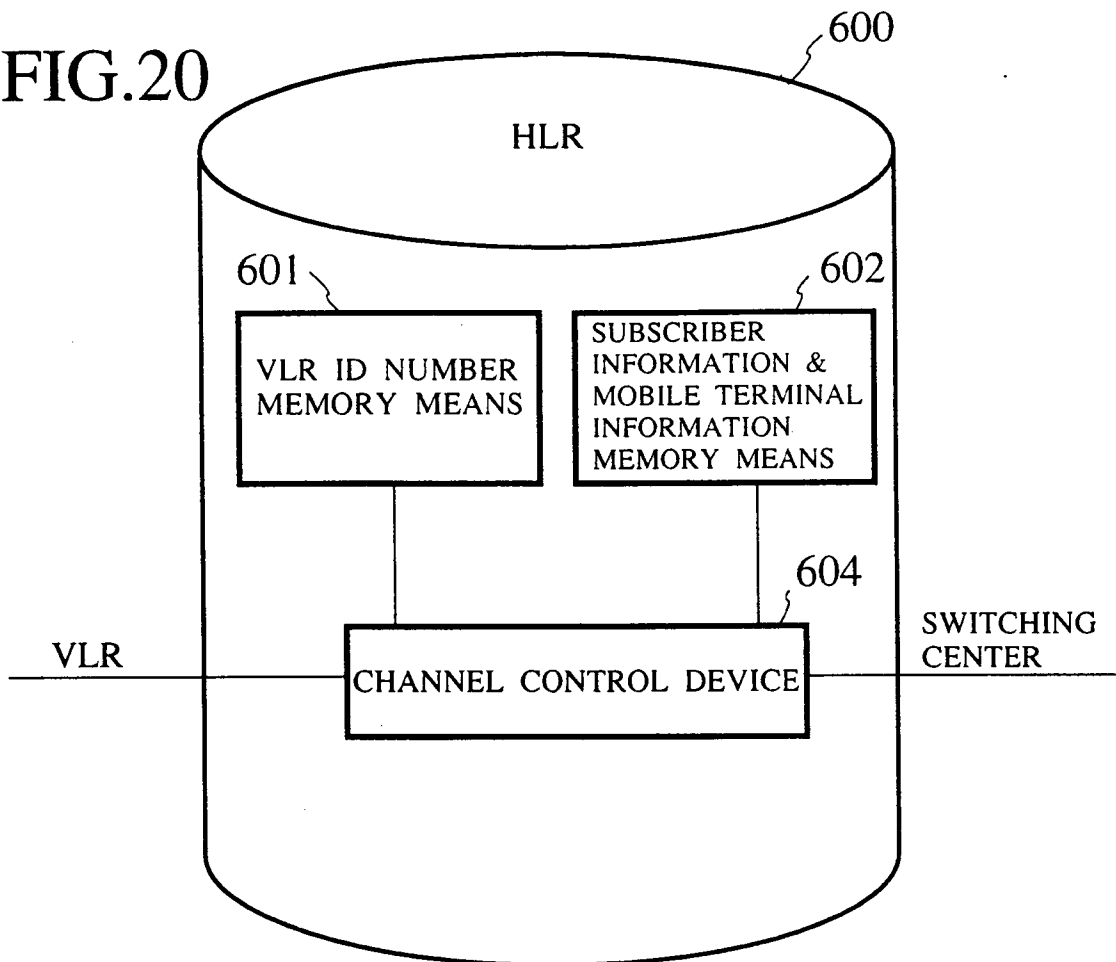 FIG.20
600
HLR
601
602
VLR ID NUMBER
MEMORY MEANS
SUBSCRIBER
INFORMATION &
MOBILE TERMINAL
INFORMATION
MEMORY MEANS
604
VLR
CHANNEL CONTROL DEVICE
SWITCHING
CENTER